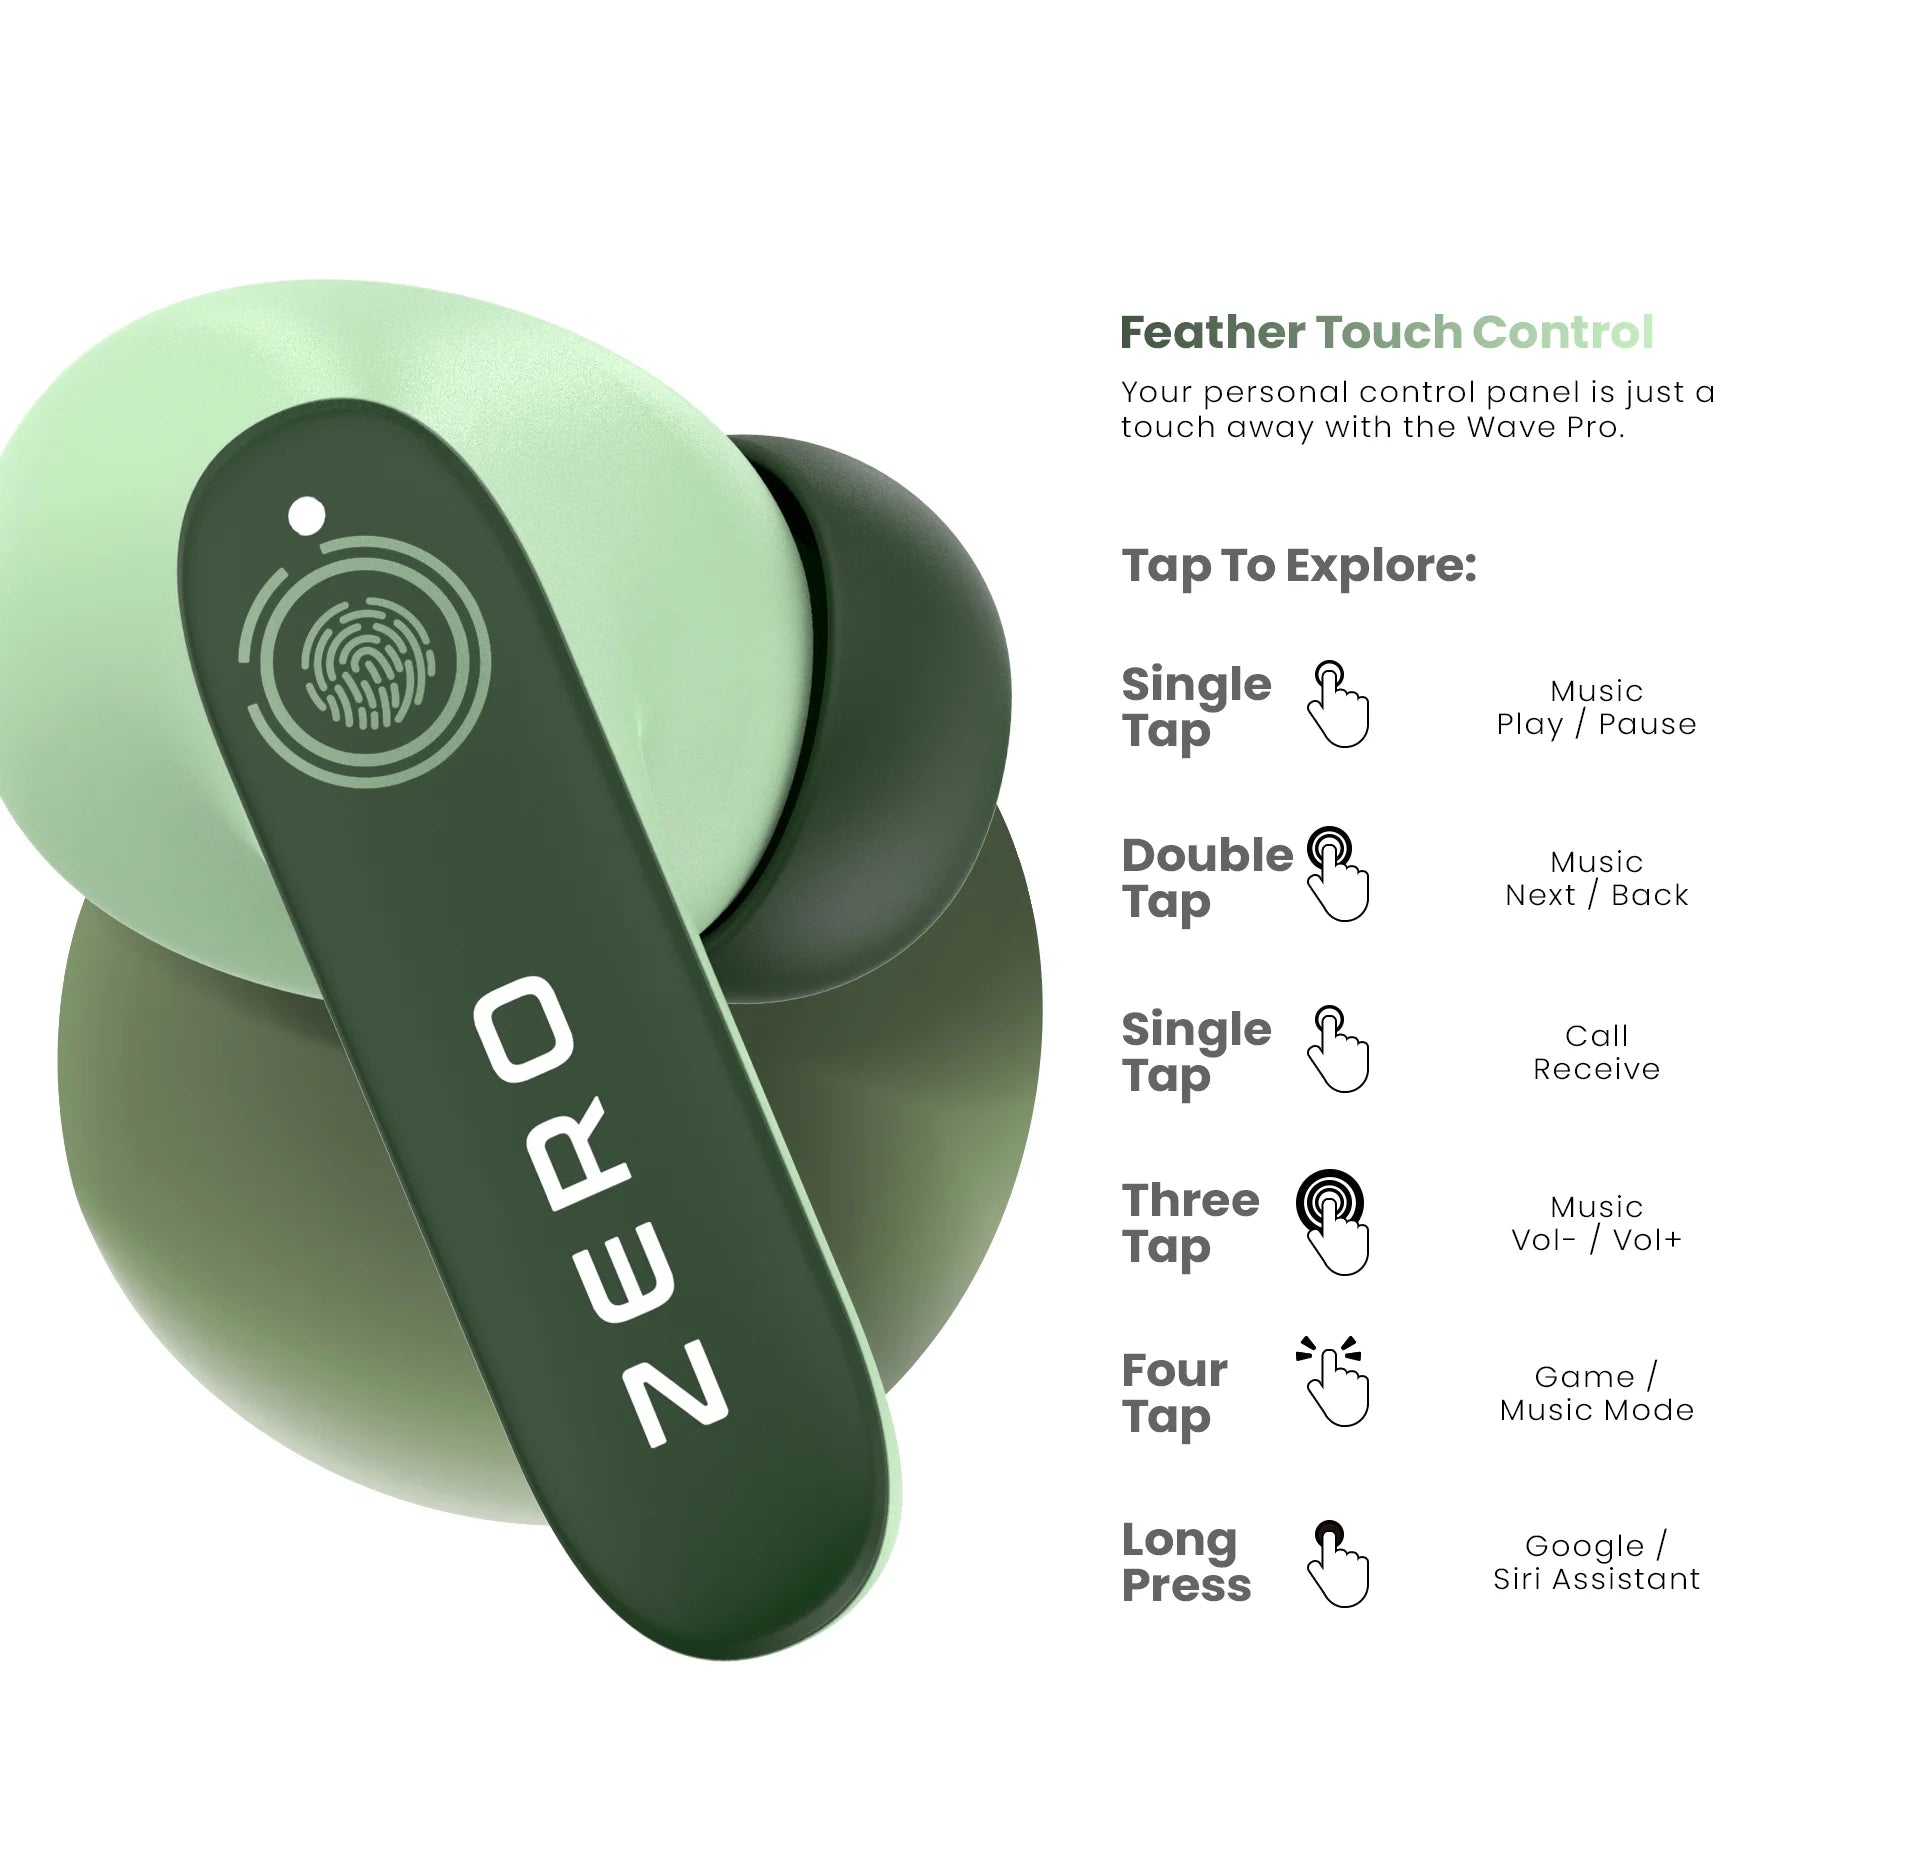 NERO
Feather Touch Control
Your personal control panel is just a
touch away with the Wave Pro.
Tap To Explore:
Single
Tap
Music
Play / Pause
Double
Tap
Music
Next / Back
Single
Tap
Call
Receive
Three
Tap
Music
Vol- / Vol+
Four
Tap
Game /
Music Mode
Long
Press
Google /
Siri Assistant